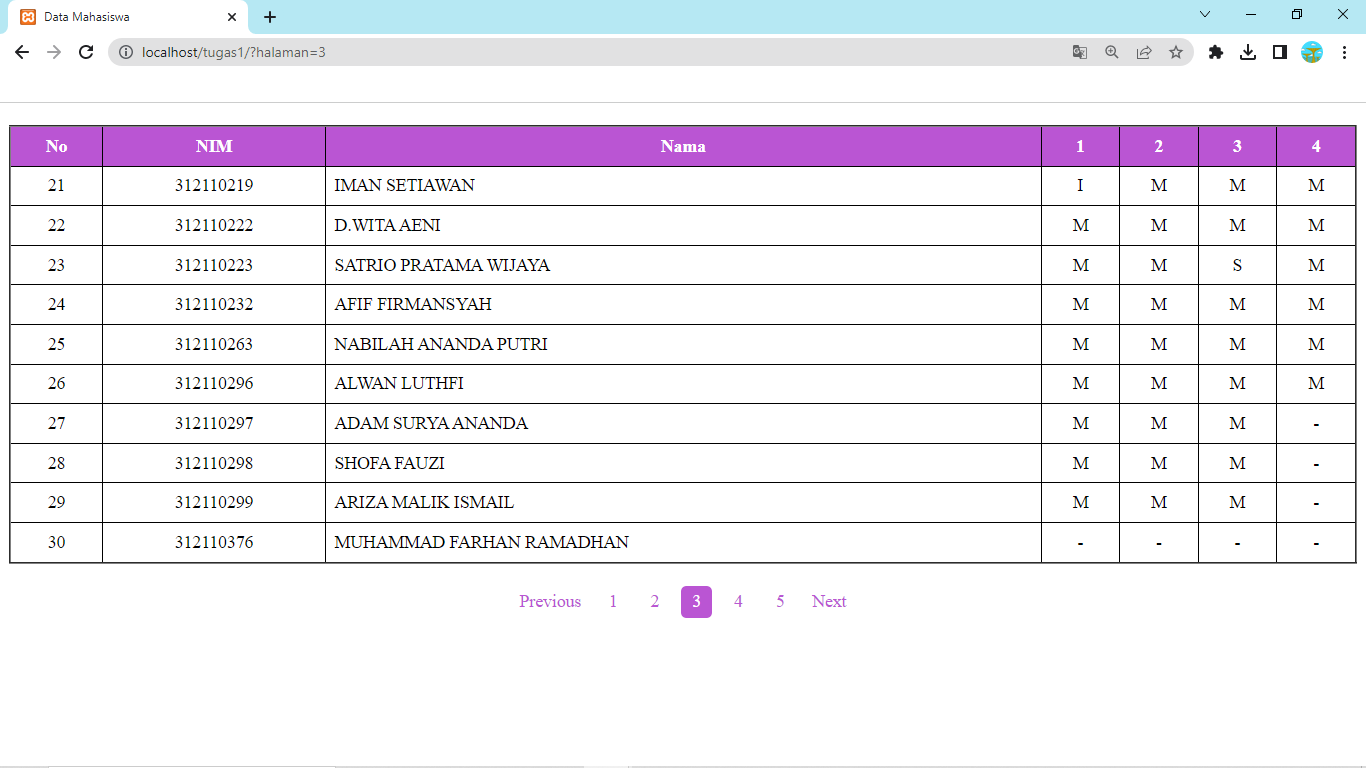 Data Mahasiswa
localhost/tugas1/?halaman=3
No NIM Nama 1 2 3 4
21 312110219 IMAN SETIAWAN I M M M
22 312110222 D.WITA AENI M M M M
23 312110223 SATRIO PRATAMA WIJAYA M M S M
24 312110232 AFIF FIRMANSYAH M M M M
25 312110263 NABILAH ANANDA PUTRI M M M M
26 312110296 ALWAN LUTHFI M M M M
27 312110297 ADAM SURYA ANANDA M M M -
28 312110298 SHOFA FAUZI M M M -
29 312110299 ARIZA MALIK ISMAIL M M M -
30 312110376 MUHAMMAD FARHAN RAMADHAN - - - -
Previous 1 2 3 4 5 Next